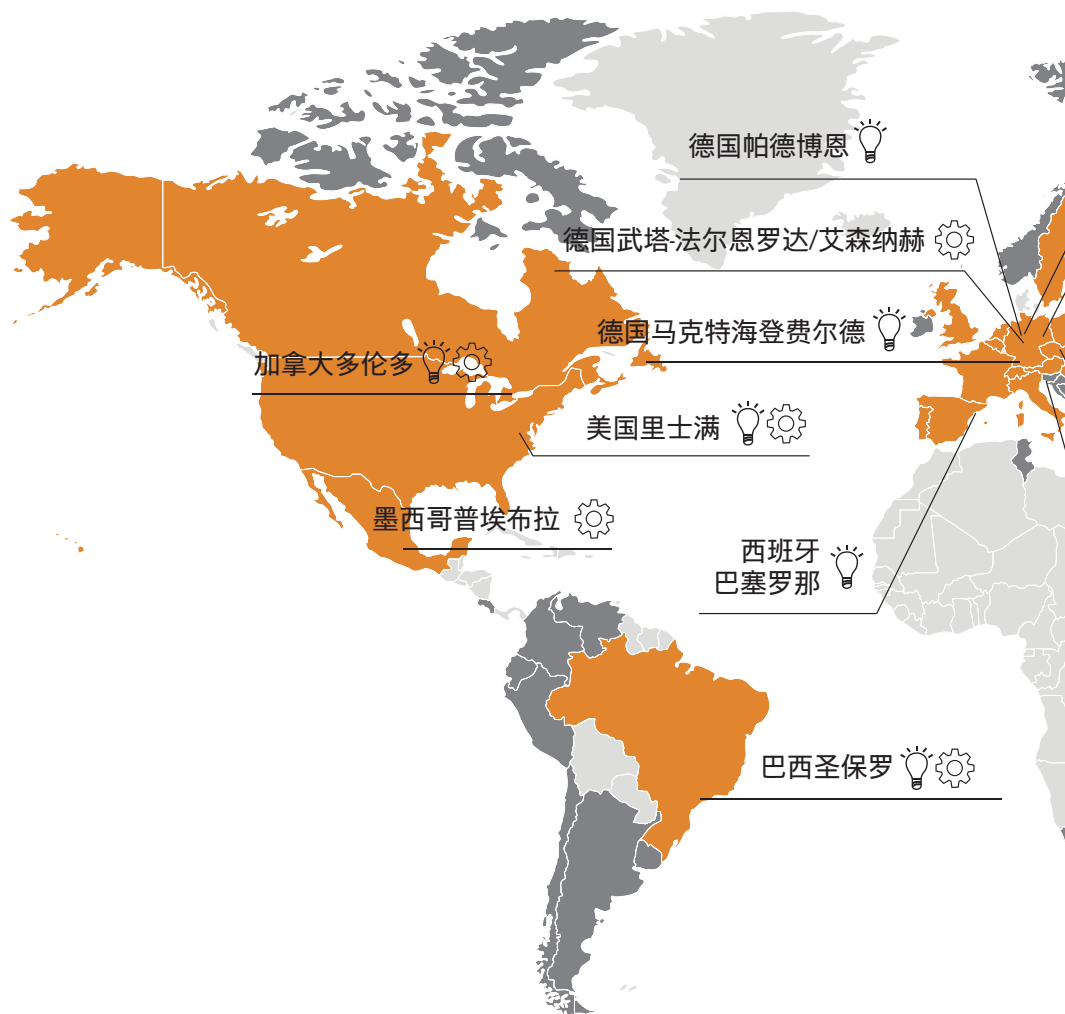 德国帕德博恩
德国武塔-法尔恩罗达/艾森纳赫
德国马克特海登费尔德
加拿大多伦多
美国里士满
墨西哥普埃布拉
西班牙
巴塞罗那
巴西圣保罗